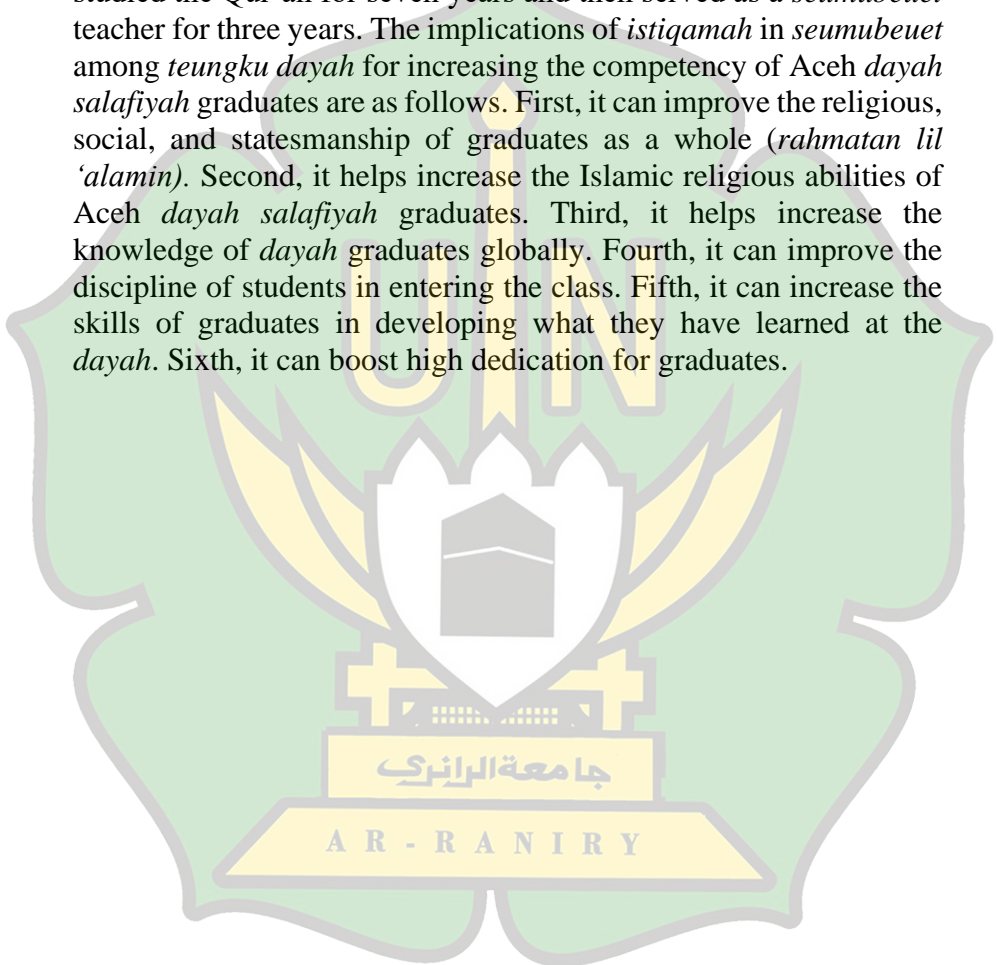 studied the Qur'an for seven years and then served as a seumubeuet
teacher for three years. The implications of istiqamah in seumubeuet
among teungku dayah for increasing the competency of Aceh dayah
salafiyah graduates are as follows. First, it can improve the religious,
social, and statesmanship of graduates as a whole (rahmatan lil
‘alamin). Second, it helps increase the Islamic religious abilities of
Aceh dayah salafiyah graduates. Third, it helps increase the
knowledge of dayah graduates globally. Fourth, it can improve the
discipline of students in entering the class. Fifth, it can increase the
skills of graduates in developing what they have learned at the
dayah. Sixth, it can boost high dedication for graduates.
UIN
جامعةالرانري
AR-RANIRY